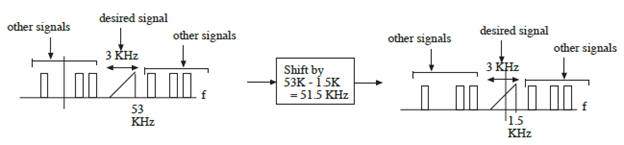 desired signal
other signals
other signals
3 KHz
f
53
KHz
Shift by
53K - 1.5K
= 51.5 KHz
desired signal
other signals
other signals
3 KHz
f
1.5
KHz